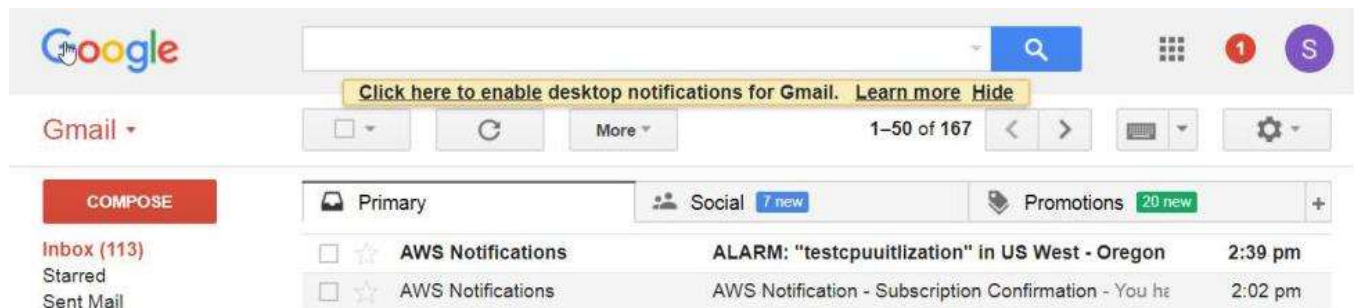 Google
1 S
Click here to enable desktop notifications for Gmail. Learn more Hide
Gmail More 1–50 of 167
COMPOSE Primary Social 7 new Promotions 20 new +
Inbox (113) AWS Notifications ALARM: "testcpuuitlization" in US West - Oregon 2:39 pm
Starred
Sent Mail AWS Notifications AWS Notification - Subscription Confirmation - You ha 2:02 pm